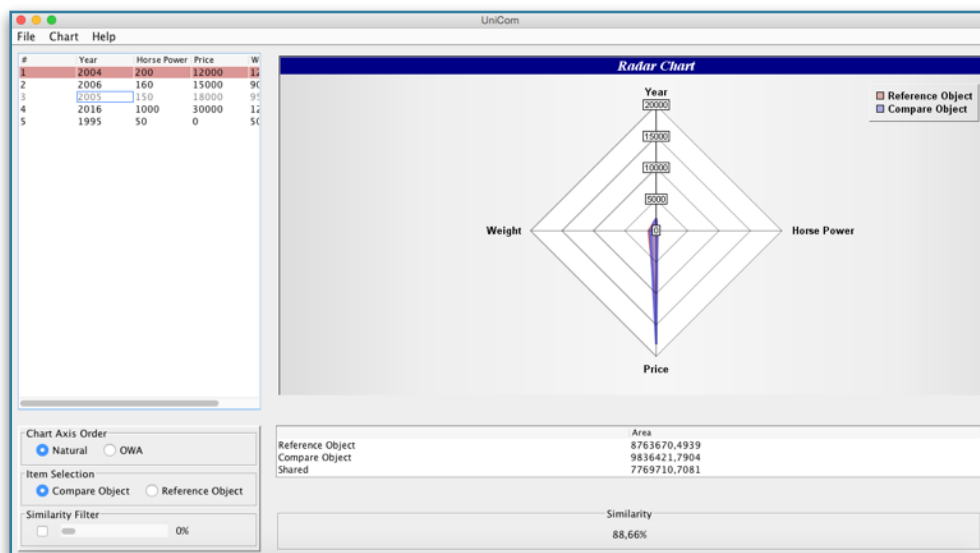 UniCom
File Chart Help
# Year Horse Power Price W
1 2004 200 12000 12
2 2006 160 15000 90
3 2005 150 18000 95
4 2016 1000 30000 12
5 1995 50 0 50
Radar Chart
Reference Object
Compare Object
Year
20000
15000
10000
5000
0
Weight
Horse Power
Price
Chart Axis Order
Natural OWA
Item Selection
Compare Object Reference Object
Similarity Filter
0%
Area
Reference Object 8763670,4939
Compare Object 9836421,7904
Shared 7769710,7081
Similarity
88,66%